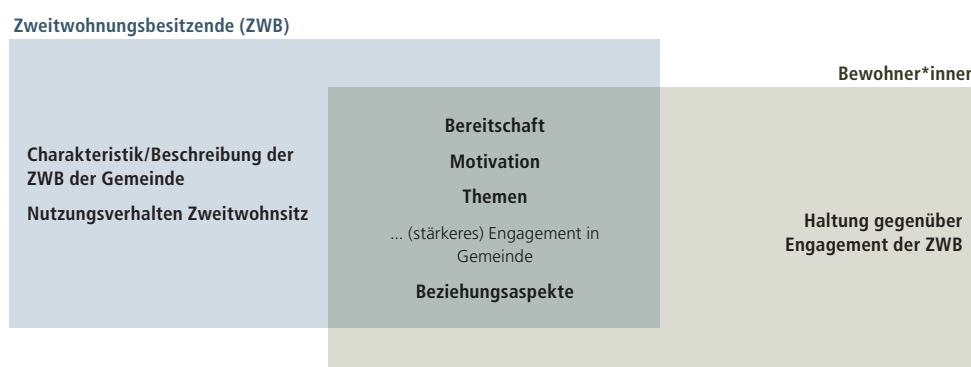 Zweitwohnungsbesitzende (ZWB)
Bewohner*innen
Charakteristik/Beschreibung der
ZWB der Gemeinde
Nutzungsverhalten Zweitwohnsitz
Bereitschaft
Motivation
Themen
... (stärkeres) Engagement in
Gemeinde
Beziehungsaspekte
Haltung gegenüber
Engagement der ZWB